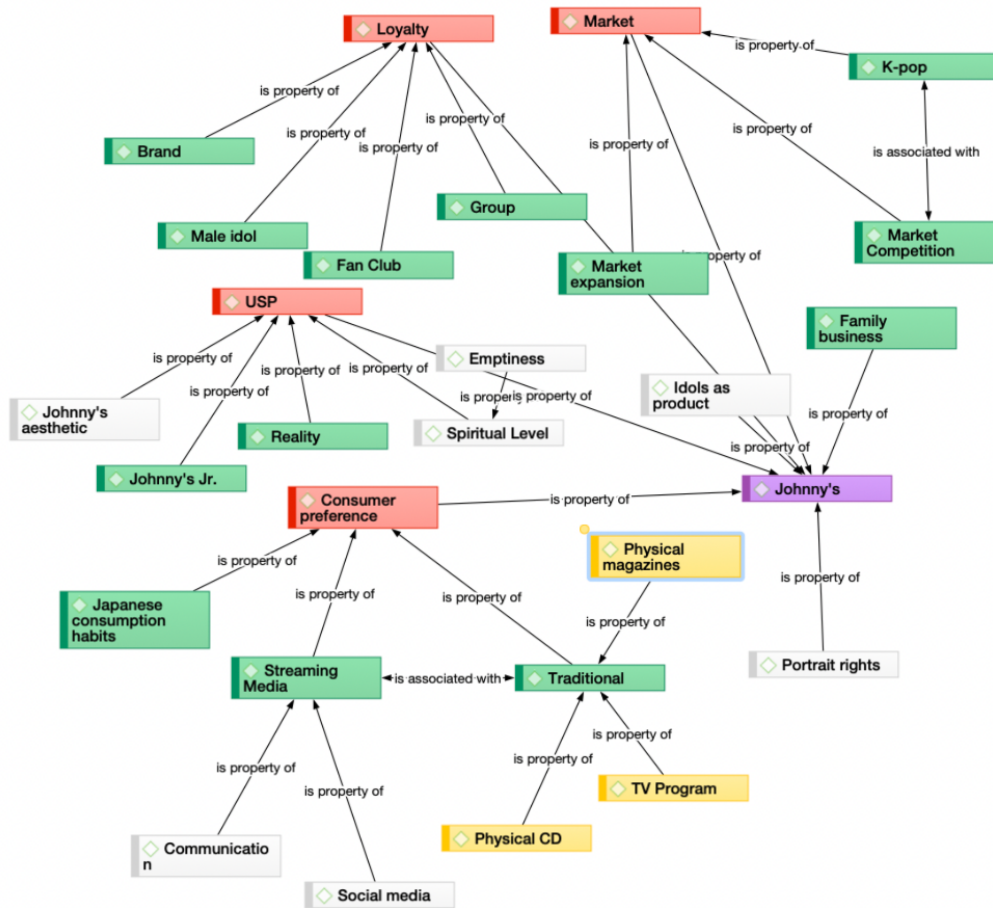 Loyalty
Market
is property of
K-pop
is property of
is property of
is property of
is property of
is property of
is property of
is property of
is associated with
Brand
Group
Male idol
Fan Club
Market
Competition
is property of
Market
expansion
USP
Family
business
is property of
Emptiness
is property of
is property of
is property of
is proper
is property of
Idols as
product
is property of
Johnny's
aesthetic
Reality
Spiritual Level
is property of
Johnny's Jr.
Johnny's
Consumer
preference
is property of
Physical
magazines
is property of
is property of
is property of
is property of
Japanese
consumption
habits
is property of
Streaming
Media
is associated with
Traditional
Portrait rights
is property of
is property of
is property of
is property of
TV Program
Communicatio
n
Physical CD
Social media